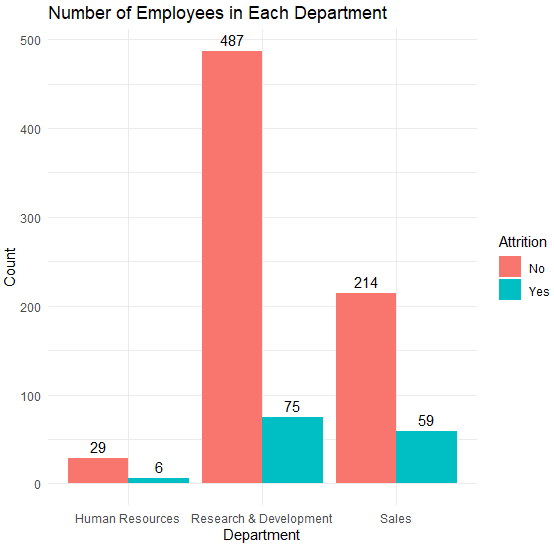 Number of Employees in Each Department
Count
500
400
300
200
100
0
487
214
75
59
29
6
Human Resources
Research & Development
Sales
Department
Attrition
No
Yes